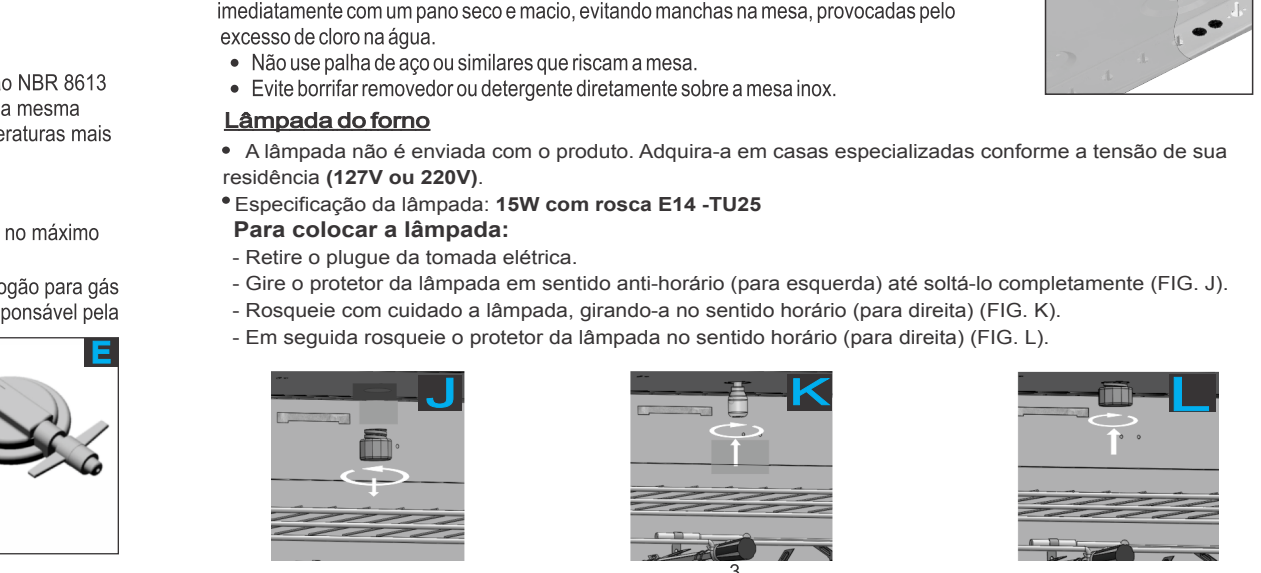 ão NBR 8613
a mesma
eraturas mais
no máximo
ogão para gás
ponsável pela
E
imediatamente com um pano seco e macio, evitando manchas na mesa, provocadas pelo
excesso de cloro na água.
• Não use palha de aço ou similares que riscam a mesa.
• Evite borrifar removedor ou detergente diretamente sobre a mesa inox.
Lâmpada do forno
• A lâmpada não é enviada com o produto. Adquira-a em casas especializadas conforme a tensão de sua
residência (127V ou 220V).
• Especificação da lâmpada: 15W com rosca E14 -TU25
Para colocar a lâmpada:
- Retire o plugue da tomada elétrica.
- Gire o protetor da lâmpada em sentido anti-horário (para esquerda) até soltá-lo completamente (FIG. J).
- Rosqueie com cuidado a lâmpada, girando-a no sentido horário (para direita) (FIG. K).
- Em seguida rosqueie o protetor da lâmpada no sentido horário (para direita) (FIG. L).
J
K
L
3